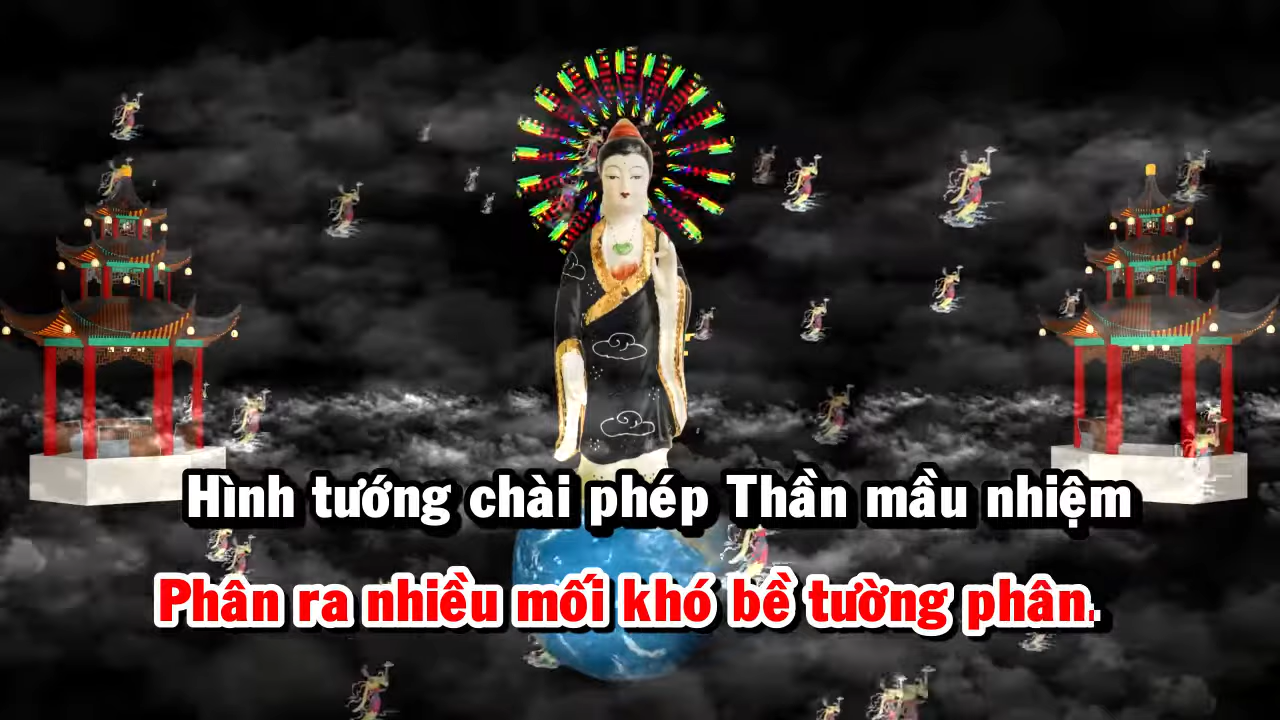 Hình tướng chài phép Thần mầu nhiệm
Phân ra nhiều mối khó bề tường phân.